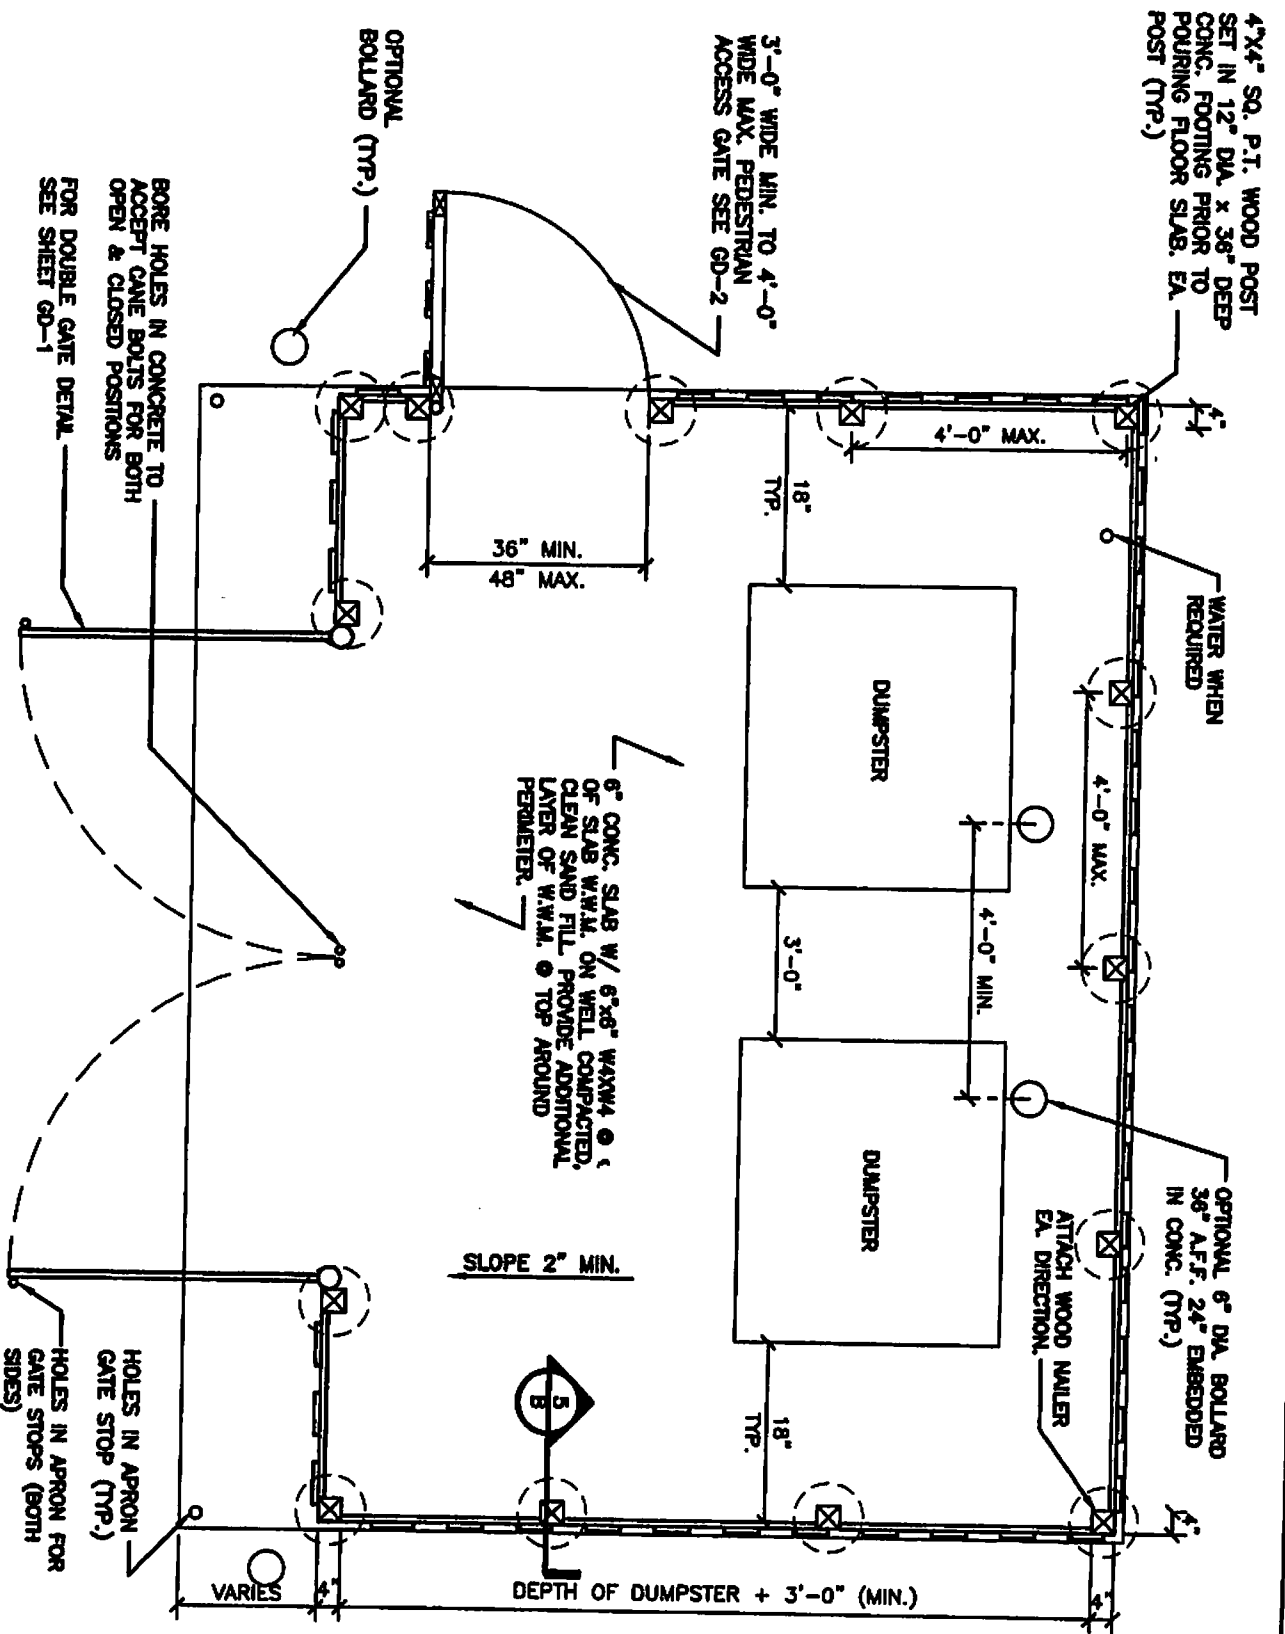 4"X4" SQ. P.T. WOOD POST
SET IN 12" DIA. x 36" DEEP
CONC. FOOTING PRIOR TO
POURING FLOOR SLAB. EA.
POST (TYP.)
3'-0" WIDE MIN. TO 4'-0"
WIDE MAX. PEDESTRIAN
ACCESS GATE SEE GD-2
OPTIONAL
BOLLARD (TYP.)
BORE HOLES IN CONCRETE TO
ACCEPT CANE BOLTS FOR BOTH
OPEN & CLOSED POSITIONS
FOR DOUBLE GATE DETAIL
SEE SHEET GD-1
4"
4'-0" MAX.
18"
TYP.
36" MIN.
48" MAX.
WATER WHEN
REQUIRED
4'-0" MAX.
DUMPSTER
4'-0" MIN.
3'-0"
6" CONC. SLAB W/ 6"x6" W4XW4 @
OF SLAB W.W.M. ON WELL COMPACTED,
CLEAN SAND FILL. PROVIDE ADDITIONAL
LAYER OF W.W.M. @ TOP AROUND
PERIMETER.
DUMPSTER
OPTIONAL 6" DIA. BOLLARD
36" A.F.F. 24" EMBEDDED
IN CONC. (TYP.)
ATTACH WOOD NAILER
EA. DIRECTION.
SLOPE 2" MIN.
5
B
18"
TYP.
4"
HOLES IN APRON
GATE STOP (TYP.)
HOLES IN APRON FOR
GATE STOPS (BOTH
SIDES)
VARIES
4"
DEPTH OF DUMPSTER + 3'-0" (MIN.)
4"